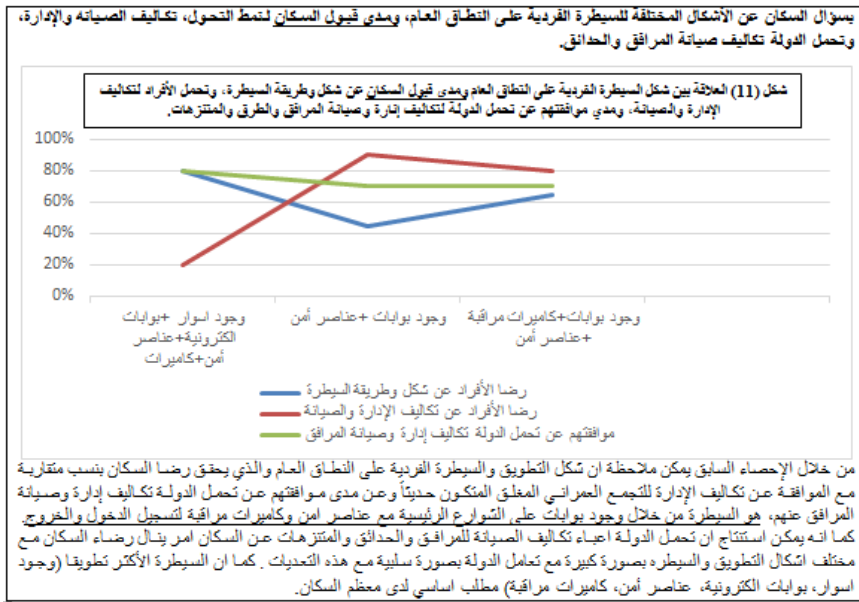 يسؤال السكان عن الأشكال المختلفة للسيطرة الفردية على النطاق العام، ومدى قبول السكان لنمط التحول، تكاليف الصيانه والإدارة،
وتحمل الدولة تكاليف صيانة المرافق والحدائق.
شكل (11) العلاقة بين شكل السيطرة الفردية على النطاق العام ومدى قبول السكان عن شكل وطريقة السيطرة، وتحمل الأفراد لتكاليف
الإدارة والصيانة، ومدى موافقتهم عن تحمل الدولة لتكاليف إنارة وصيانة المرافق والطرق والمتنزهات.
100%
80%
60%
40%
20%
0%
وجود اسوار +بوابات
الكترونية+عناصر
أمن+كاميرات
وجود بوابات +عناصر أمن
وجود بوابات+كاميرات مراقبة
+عناصر أمن
رضا الأفراد عن شكل وطريقة السيطرة
رضا الأفراد عن تكاليف الإدارة والصيانة
موافقتهم عن تحمل الدولة تكاليف إدارة وصيانة المرافق
من خلال الإحصاء السابق يمكن ملاحظة ان شكل التطويق والسيطرة الفردية على النطاق العام والذي يحقق رضا السكان بنسب متقاربة
مع الموافقة عن تكاليف الإدارة للتجمع العمراني المغلق المتكون حديثاً وعن مدى موافقتهم عن تحمل الدولة تكاليف إدارة وصيانة
المرافق عنهم، هو السيطرة من خلال وجود بوابات على الشوارع الرئيسية مع عناصر امن وكاميرات مراقبة لتسجيل الدخول والخروج.
كما انه يمكن استنتاج ان تحمل الدولة اعباء تكاليف الصيانة للمرافق والحدائق والمتنزهات عن السكان امر ينال رضاء السكان مع
مختلف اشكال التطويق والسيطره بصورة كبيرة مع تعامل الدولة بصورة سلبية مع هذه التعديات . كما ان السيطرة الأكثر تطويقا (وجود
اسوار، بوابات الكترونية، عناصر أمن، كاميرات مراقبة) مطلب اساسي لدى معظم السكان.